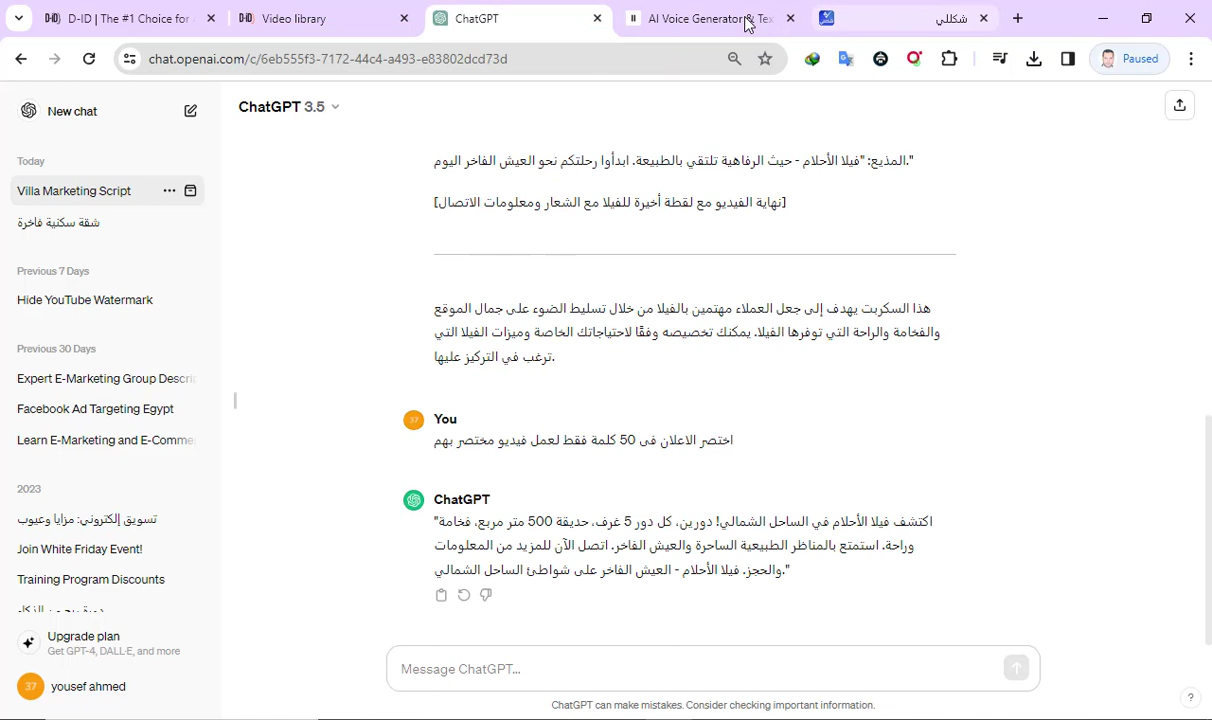 D-ID | The #1 Choice for
Video library
ChatGPT
AI Voice Generator & Tex
شكللي
chat.openai.com/c/6eb555f3-7172-44c4-a493-e83802dcd73d
Paused
New chat
ChatGPT 3.5
Today
Villa Marketing Script
شقة سكنية فاخرة
Previous 7 Days
Hide YouTube Watermark
Previous 30 Days
Expert E-Marketing Group Descri
Facebook Ad Targeting Egypt
Learn E-Marketing and E-Comme
2023
تسويق إلكتروني: مزايا وعيوب
Join White Friday Event!
Training Program Discounts
Upgrade plan
Get GPT-4, DALL·E, and more
37
yousef ahmed
المذيع: "فيلا الأحلام - حيث الرفاهية تلتقي بالطبيعة. ابدأوا رحلتكم نحو العيش الفاخر اليوم."
[نهاية الفيديو مع لقطة أخيرة للفيلا مع الشعار ومعلومات الاتصال]
هذا السكربت يهدف إلى جعل العملاء مهتمين بالفيلا من خلال تسليط الضوء على جمال الموقع
والفخامة والراحة التي توفرها الفيلا. يمكنك تخصيصه وفقًا لاحتياجاتك الخاصة وميزات الفيلا التي
ترغب في التركيز عليها.
37
You
اختصر الاعلان فى 50 كلمة فقط لعمل فيديو مختصر بهم
ChatGPT
"اكتشف فيلا الأحلام في الساحل الشمالي! دورين، كل دور 5 غرف، حديقة 500 متر مربع، فخامة
وراحة. استمتع بالمناظر الطبيعية الساحرة والعيش الفاخر. اتصل الآن للمزيد من المعلومات
والحجز. فيلا الأحلام - العيش الفاخر على شواطئ الساحل الشمالي."
Message ChatGPT...
ChatGPT can make mistakes. Consider checking important information.
?